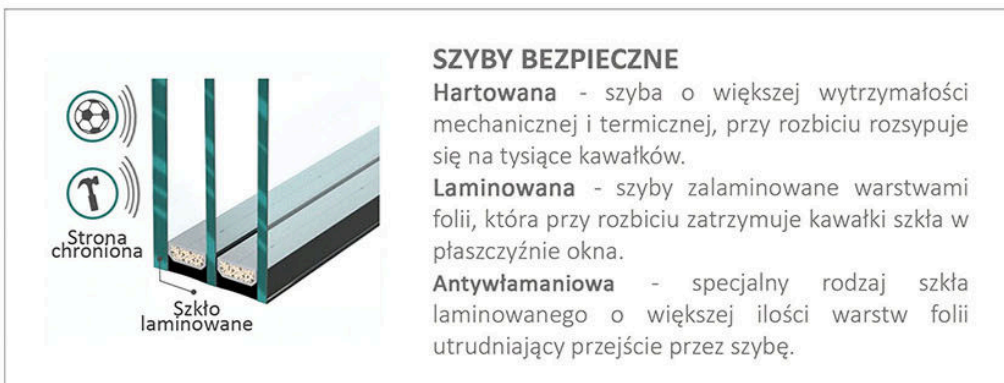 Strona
chroniona
Szkło
laminowane
SZYBY BEZPIECZNE
Hartowana - szyba o większej wytrzymałości
mechanicznej i termicznej, przy rozbiciu rozsypuje
się na tysiące kawałków.
Laminowana - szyby zalaminowane warstwami
folii, która przy rozbiciu zatrzymuje kawałki szkła w
płaszczyźnie okna.
Antywłamaniowa - specjalny rodzaj szkła
laminowanego o większej ilości warstw folii
utrudniający przejście przez szybę.